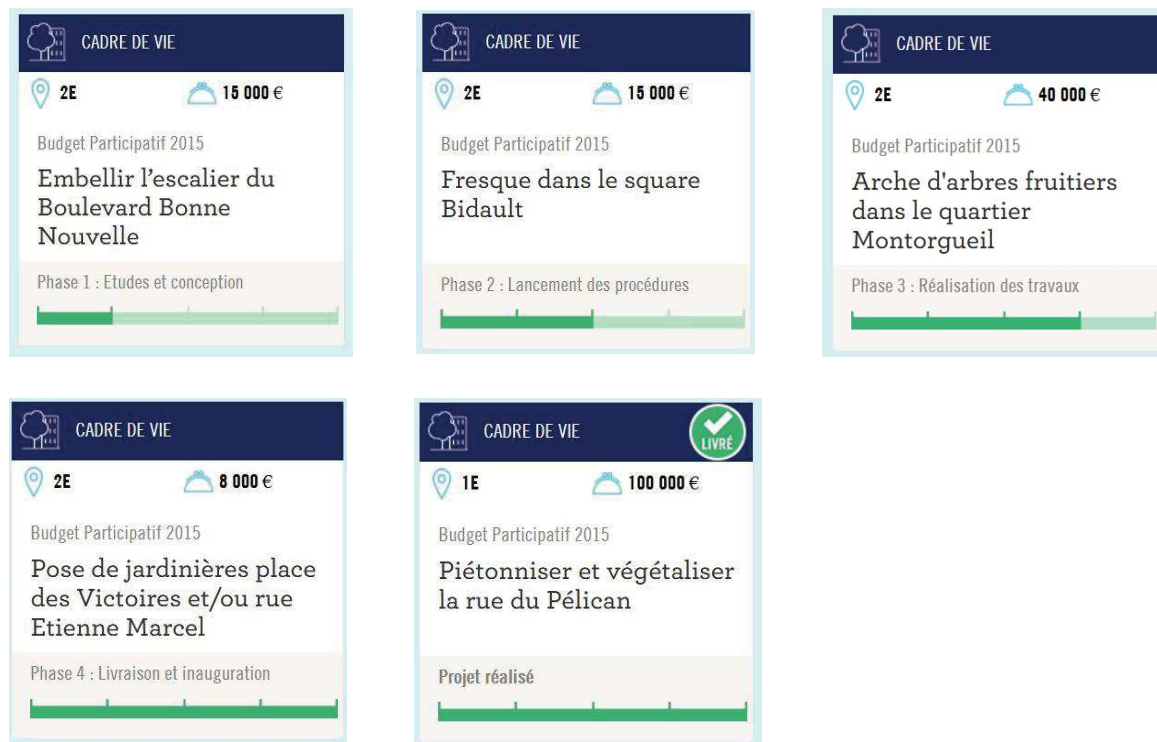 CADRE DE VIE
2E 15 000 €
Budget Participatif 2015
Embellir l’escalier du
Boulevard Bonne
Nouvelle
Phase 1 : Etudes et conception
CADRE DE VIE
2E 15 000 €
Budget Participatif 2015
Fresque dans le square
Bidault
Phase 2 : Lancement des procédures
CADRE DE VIE
2E 40 000 €
Budget Participatif 2015
Arche d'arbres fruitiers
dans le quartier
Montorgueil
Phase 3 : Réalisation des travaux
CADRE DE VIE
2E 8 000 €
Budget Participatif 2015
Pose de jardinières place
des Victoires et/ou rue
Etienne Marcel
Phase 4 : Livraison et inauguration
CADRE DE VIE
LIVRÉ
1E 100 000 €
Budget Participatif 2015
Piétonniser et végétaliser
la rue du Pélican
Projet réalisé